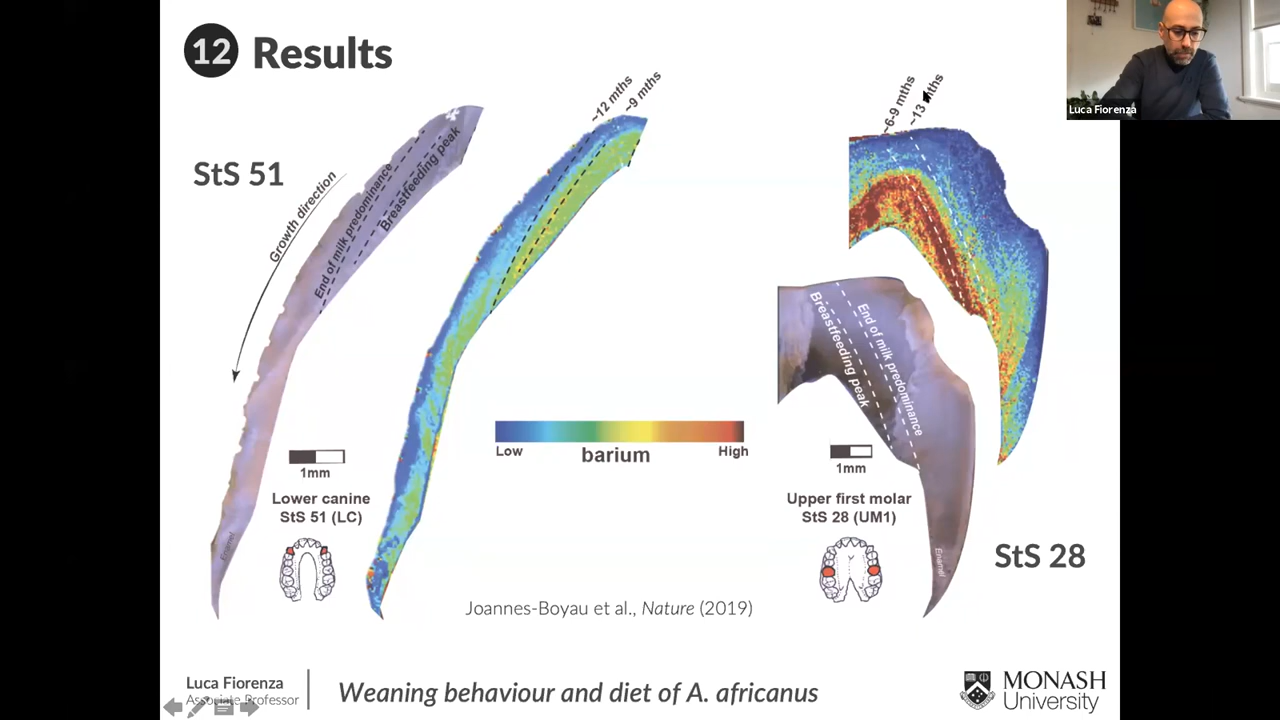 12 Results
Luca Fiorenza
StS 51
Growth direction
End of milk predominance
Breastfeeding peak
~12 mths
~9 mths
~6-9 mths
~13 mths
Breastfeeding peak
End of milk predominance
Low
barium
High
1mm
Lower canine
StS 51 (LC)
Enamel
1mm
Upper first molar
StS 28 (UM1)
Enamel
StS 28
Joannes-Boyau et al., Nature (2019)
Luca Fiorenza
Associate Professor
Weaning behaviour and diet of A. africanus
MONASH
University